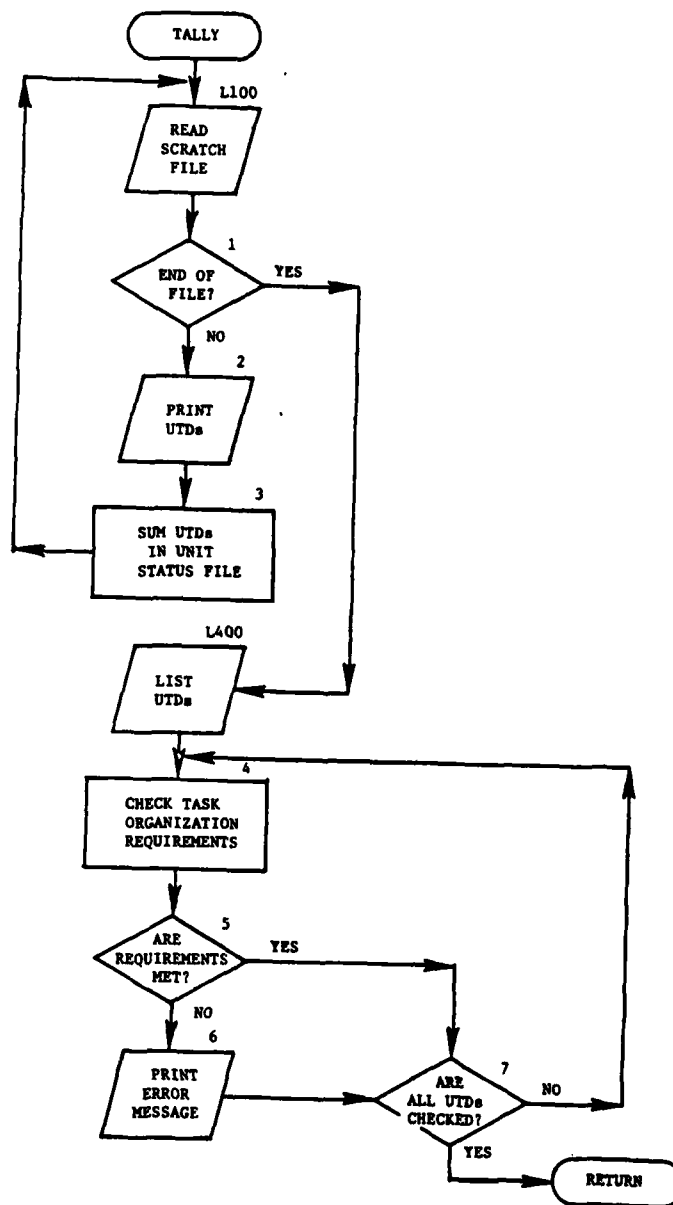 TALLY
L100
READ
SCRATCH
FILE
1
END OF
FILE?
YES
NO
2
PRINT
UTDs
3
SUM UTDs
IN UNIT
STATUS FILE
L400
LIST
UTDs
4
CHECK TASK
ORGANIZATION
REQUIREMENTS
5
ARE
REQUIREMENTS
MET?
YES
NO
6
PRINT
ERROR
MESSAGE
7
ARE
ALL UTDs
CHECKED?
NO
YES
RETURN